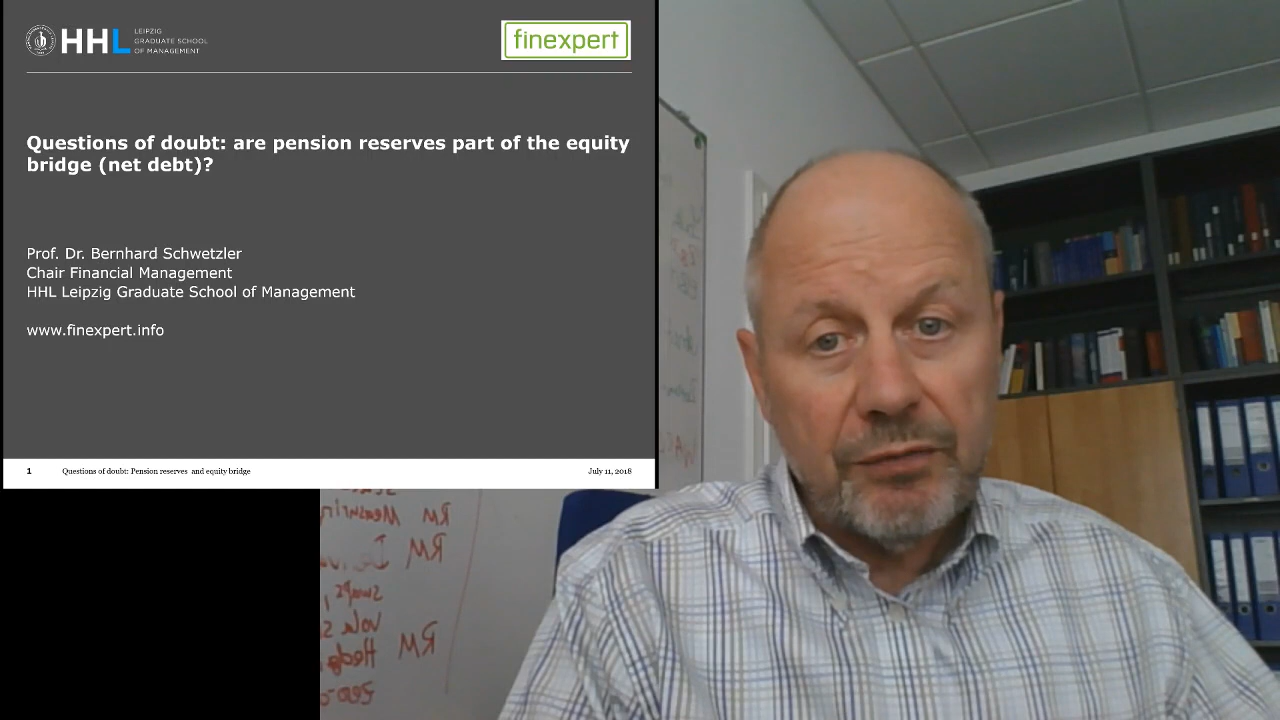 HHL LEIPZIG
GRADUATE SCHOOL
OF MANAGEMENT
finexpert
Questions of doubt: are pension reserves part of the equity
bridge (net debt)?
Prof. Dr. Bernhard Schwetzler
Chair Financial Management
HHL Leipzig Graduate School of Management
www.finexpert.info
1 Questions of doubt: Pension reserves and equity bridge July 11, 2018
RM
RM
swaps
RM